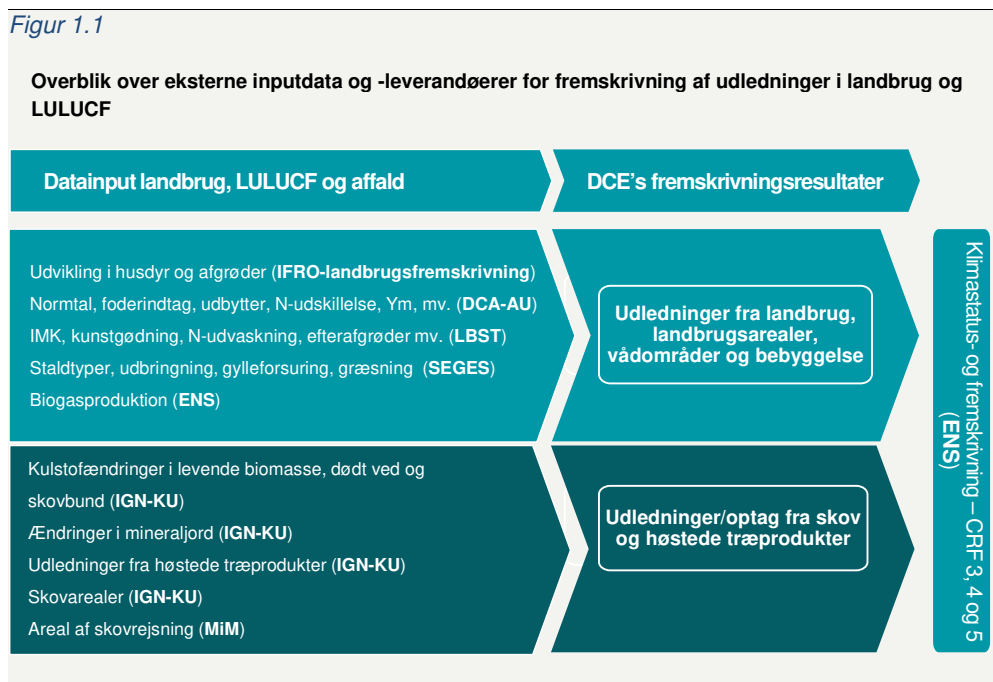 Figur 1.1
Overblik over eksterne inputdata og -leverandøerer for fremskrivning af udledninger i landbrug og
LULUCF
Datainput landbrug, LULUCF og affald
DCE's fremskrivningsresultater
Udvikling i husdyr og afgrøder (IFRO-landbrugsfremskrivning)
Normtal, foderindtag, udbytter, N-udskillelse, Ym, mv. (DCA-AU)
IMK, kunstgødning, N-udvaskning, efterafgrøder mv. (LBST)
Staldtyper, udbringning, gylleforsuring, græsning (SEGES)
Biogasproduktion (ENS)
Udledninger fra landbrug,
landbrugsarealer,
vådområder og bebyggelse
Kulstofændringer i levende biomasse, dødt ved og
skovbund (IGN-KU)
Ændringer i mineraljord (IGN-KU)
Udledninger fra høstede træprodukter (IGN-KU)
Skovarealer (IGN-KU)
Areal af skovrejsning (MiM)
Udledninger/optag fra skov
og høstede træprodukter
Klimastatus- og fremskrivning – CRF 3, 4 og 5
(ENS)